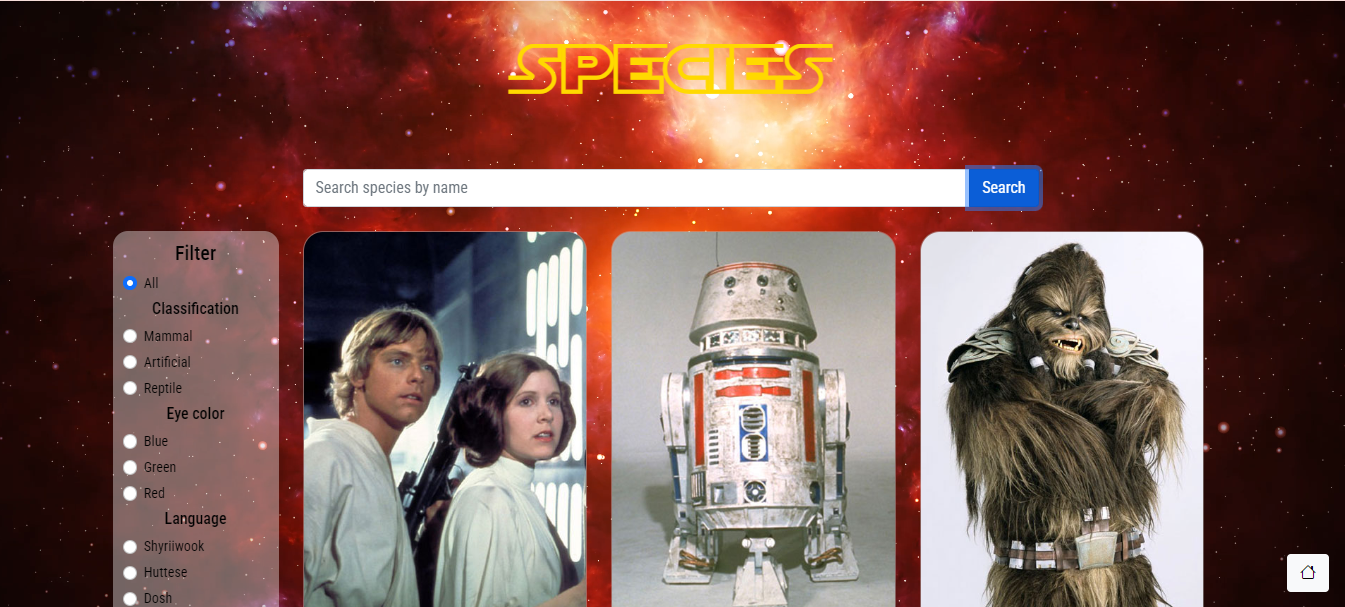 SPECIES
Search species by name
Search
Filter
All
Classification
Mammal
Artificial
Reptile
Eye color
Blue
Green
Red
Language
Shyriiwook
Huttese
Dosh